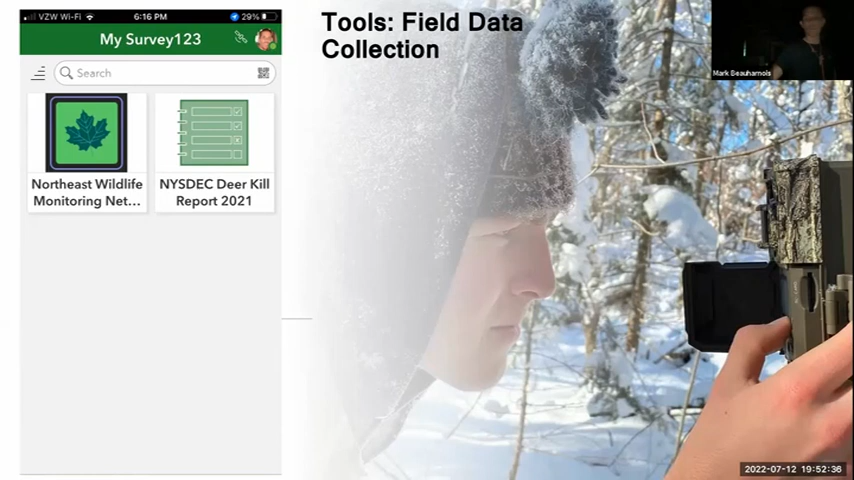 VZW Wi-Fi
6:16 PM
29%
My Survey123
Search
Northeast Wildlife
Monitoring Net...
NYSDEC Deer Kill
Report 2021
Tools: Field Data
Collection
Mark Beauharnois
2022-07-12 19:52:36